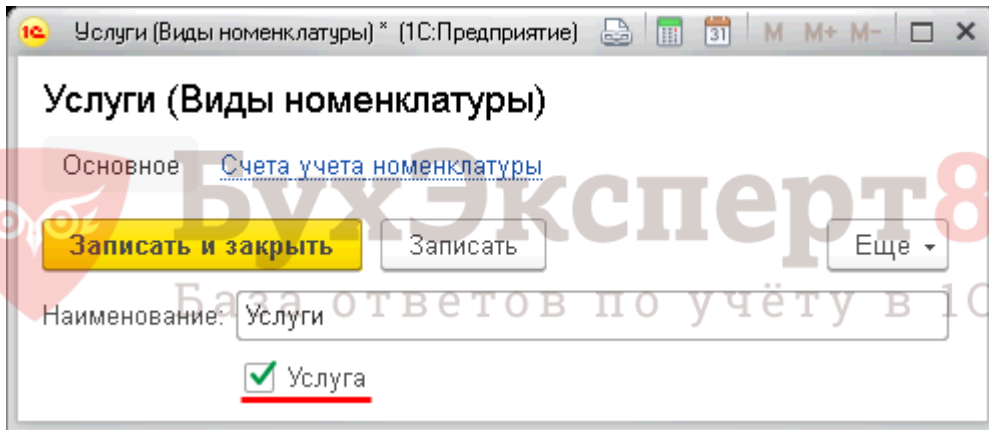 1С Услуги (Виды номенклатуры) * (1С:Предприятие) 31 M M+ M-
Услуги (Виды номенклатуры)
Основное Счета учета номенклатуры
БухЭксперт8
Записать и закрыть Записать Еще
База ответов по учёту в 1С
Наименование: Услуги
Услуга